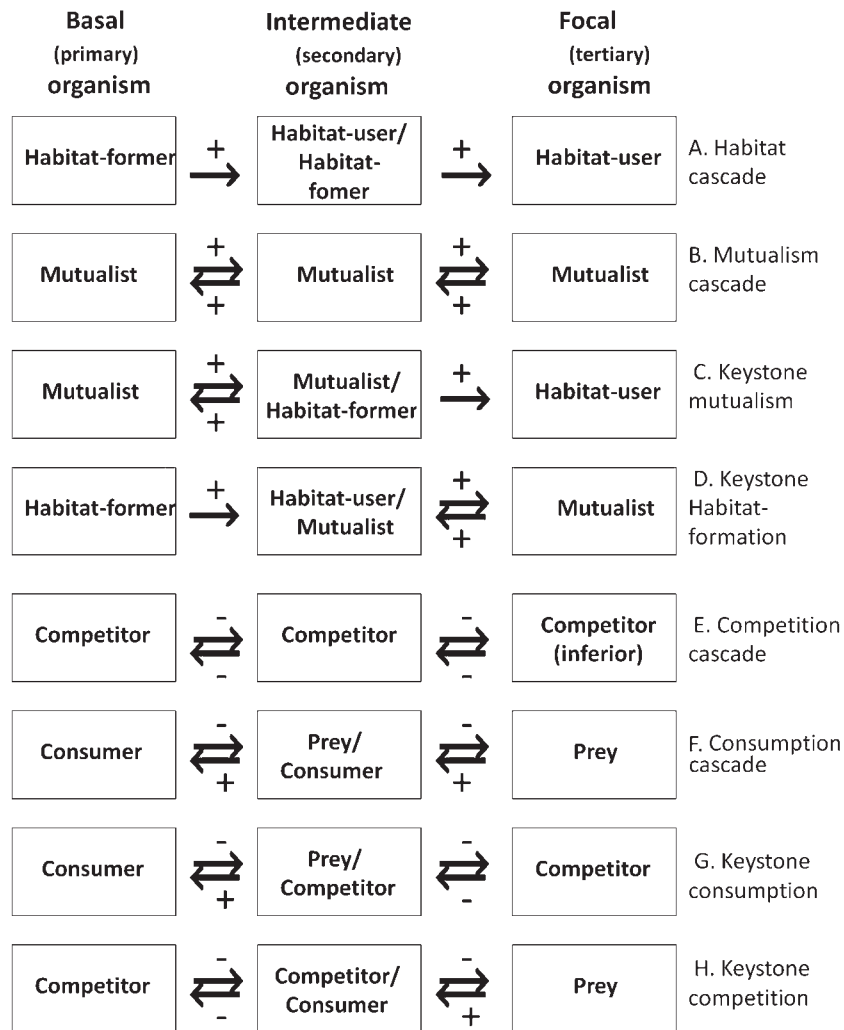 Basal Intermediate Focal
(primary) (secondary) (tertiary)
organism organism organism
Habitat-former
+
Habitat-user/
Habitat-
fomer
+
Habitat-user
A. Habitat
cascade
Mutualist
+
+
Mutualist
+
+
Mutualist
B. Mutualism
cascade
Mutualist
+
+
Mutualist/
Habitat-former
+
Habitat-user
C. Keystone
mutualism
Habitat-former
+
Habitat-user/
Mutualist
+
+
Mutualist
D. Keystone
Habitat-
formation
Competitor
-
-
Competitor
-
-
Competitor
(inferior)
E. Competition
cascade
Consumer
-
+
Prey/
Consumer
-
+
Prey
F. Consumption
cascade
Consumer
-
+
Prey/
Competitor
-
-
Competitor
G. Keystone
consumption
Competitor
-
-
Competitor/
Consumer
-
+
Prey
H. Keystone
competition